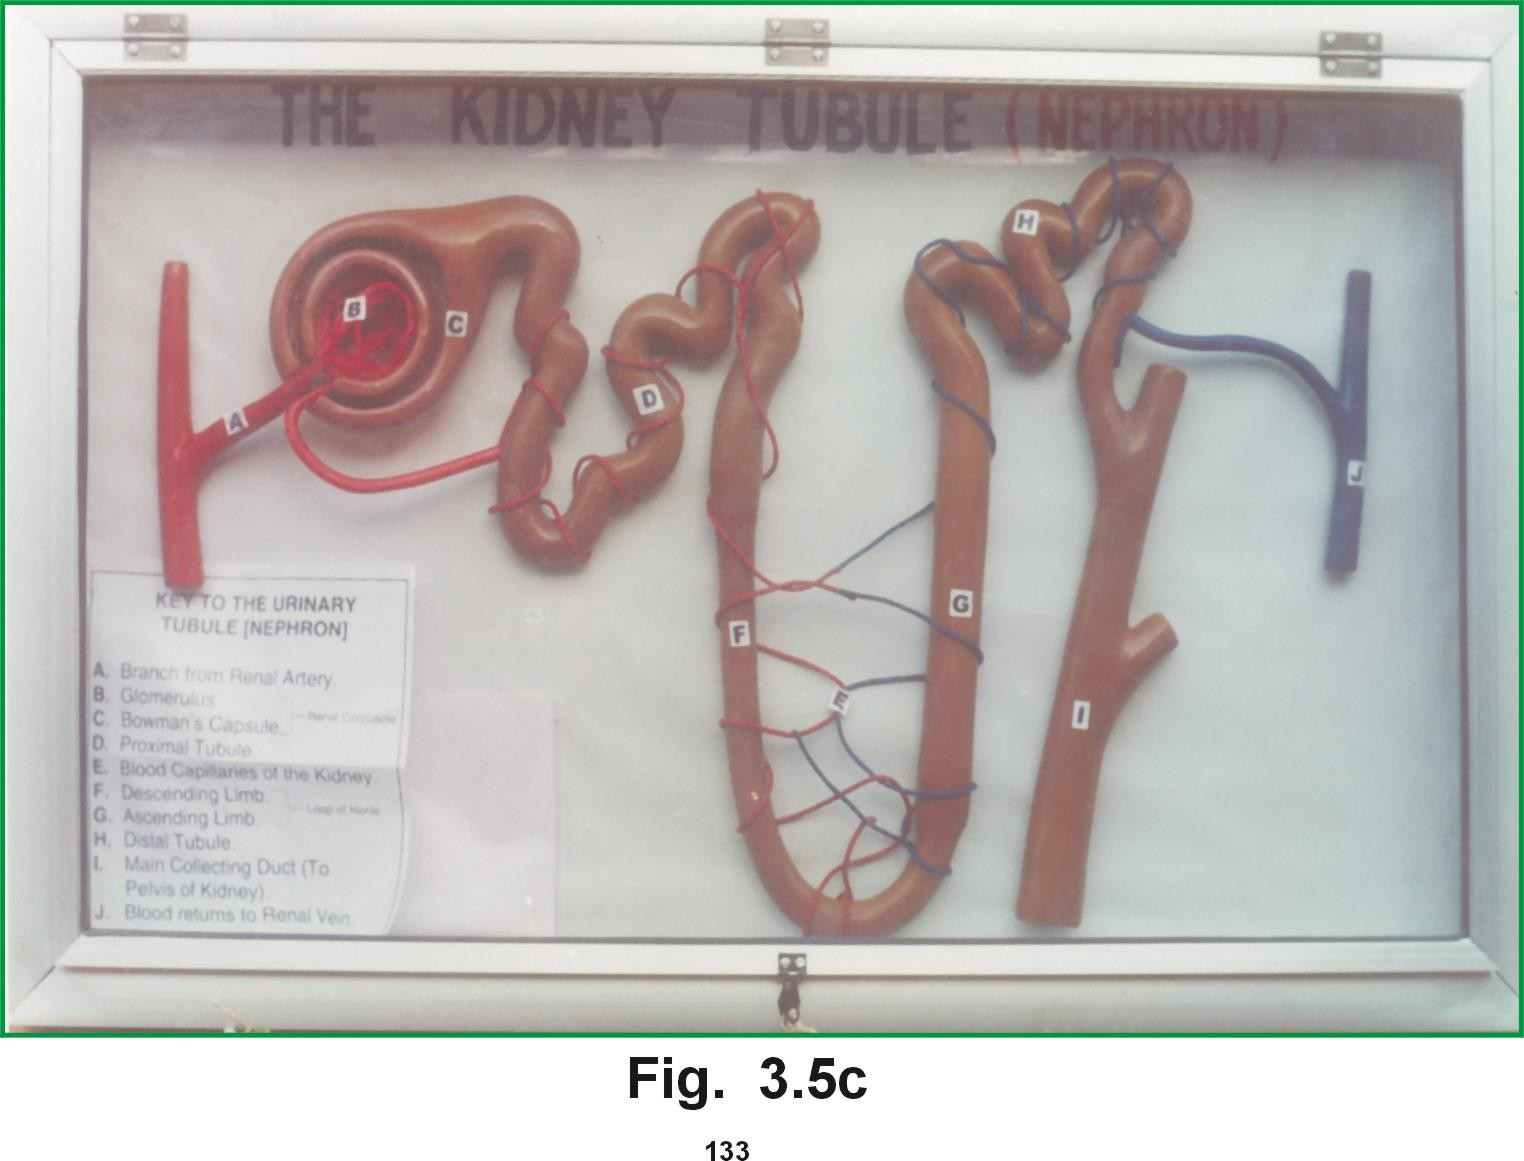 THE KIDNEY TUBULE (NEPHRON)
B
C
H
A
D
J
F
G
E
I
KEY TO THE URINARY
TUBULE [NEPHRON]
A. Branch from Renal Artery.
B. Glomerulus
Renal Corpuscle
C. Bowman's Capsule.
D. Proximal Tubule.
E. Blood Capillaries of the Kidney.
F. Descending Limb.
Loop of Henle
G. Ascending Limb.
H. Distal Tubule.
I. Main Collecting Duct (To
Pelvis of Kidney).
J. Blood returns to Renal Vein.
Fig. 3.5c
133